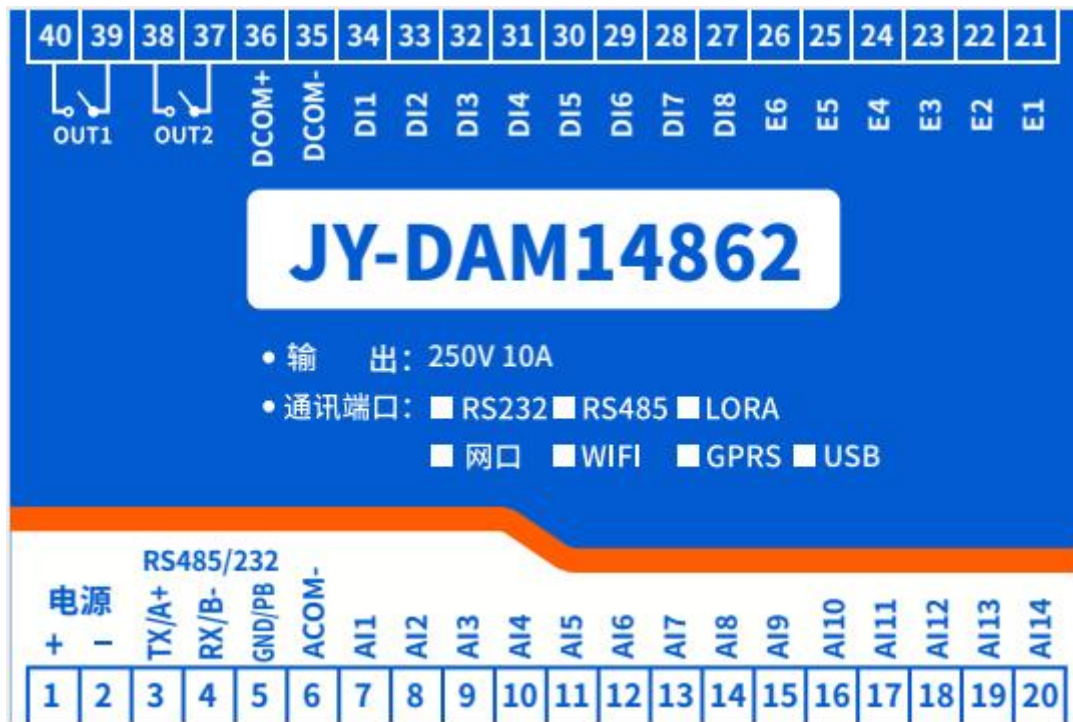 40 39 38 37 36 35 34 33 32 31 30 29 28 27 26 25 24 23 22 21
OUT1 OUT2 DCOM+ DCOM- DI1 DI2 DI3 DI4 DI5 DI6 DI7 DI8 E6 E5 E4 E3 E2 E1
JY-DAM14862
• 输 出: 250V 10A
• 通讯端口: RS232 RS485 LORA
网口 WIFI GPRS USB
RS485/232
电源
+ − TX/A+ RX/B- GND/PB ACOM- AI1 AI2 AI3 AI4 AI5 AI6 AI7 AI8 AI9 AI10 AI11 AI12 AI13 AI14
1 2 3 4 5 6 7 8 9 10 11 12 13 14 15 16 17 18 19 20